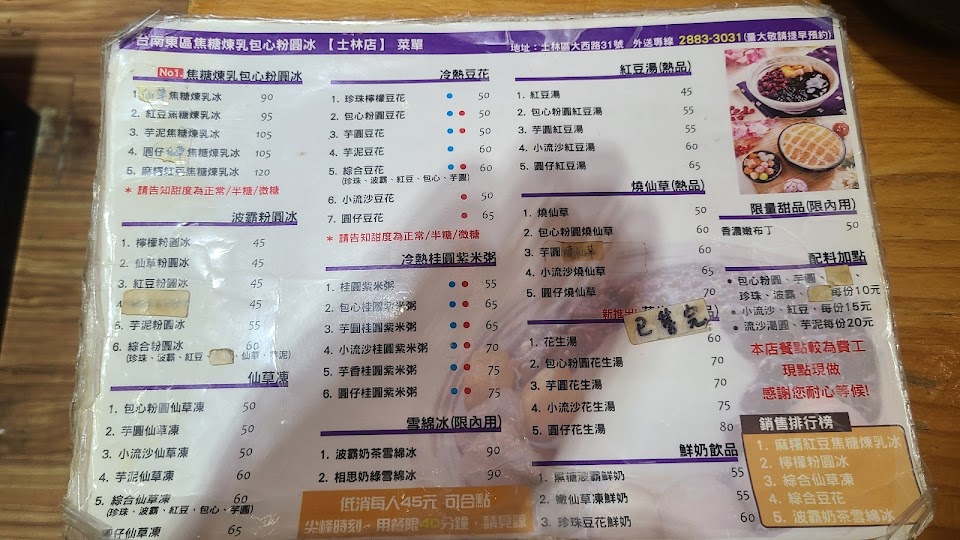 台南東區焦糖煉乳包心粉圓冰 【士林店】 菜單
地址：士林區大西路31號 外送專線 2883-3031(量大敬請提早預約)
No1. 焦糖煉乳包心粉圓冰
1. 仙草焦糖煉乳冰 90
2. 紅豆焦糖煉乳冰 95
3. 芋泥焦糖煉乳冰 105
4. 圓仔焦糖煉乳冰 105
5. 麻糬紅豆焦糖煉乳冰 120
* 請告知甜度為正常/半糖/微糖
波霸粉圓冰
1. 檸檬粉圓冰 45
2. 仙草粉圓冰 45
3. 紅豆粉圓冰 45
4. 45
5. 芋泥粉圓冰 55
6. 綜合粉圓冰 60
(珍珠、波霸、紅豆、仙草、芋泥)
仙草凍
1. 包心粉圓仙草凍 50
2. 芋圓仙草凍 50
3. 小流沙仙草凍 50
4. 芋泥仙草凍 60
5. 綜合仙草凍 60
(珍珠、波霸、紅豆、包心、芋圓)
圓仔仙草凍 65
冷熱豆花
1. 珍珠檸檬豆花 50
2. 包心粉圓豆花 50
3. 芋圓豆花 50
4. 芋泥豆花 60
5. 綜合豆花 60
(珍珠、波霸、紅豆、包心、芋圓)
6. 小流沙豆花 50
7. 圓仔豆花 65
* 請告知甜度為正常/半糖/微糖
冷熱桂圓紫米粥
1. 桂圓紫米粥 55
2. 包心桂圓紫米粥 65
3. 芋圓桂圓紫米粥 65
4. 小流沙桂圓紫米粥 70
5. 芋香桂圓紫米粥 75
6. 圓仔桂圓紫米粥 75
雪綿冰(限內用)
1. 波霸奶茶雪綿冰 90
2. 相思奶綠雪綿冰 90
低消每人45元 可合點
尖峰時刻，用餐限40分鐘，請見諒
紅豆湯(熱品)
1. 紅豆湯 45
2. 包心粉圓紅豆湯 55
3. 芋圓紅豆湯 55
4. 小流沙紅豆湯 60
5. 圓仔紅豆湯 65
燒仙草(熱品)
1. 燒仙草 50
2. 包心粉圓燒仙草 60
3. 芋圓 60
4. 小流沙燒仙草 60
5. 圓仔燒仙草 70
新推出 品)
已售完
1. 花生湯 60
2. 包心粉圓花生湯 70
3. 芋圓花生湯 70
4. 小流沙花生湯 75
5. 圓仔花生湯 80
鮮奶飲品
1. 黑糖波霸鮮奶 55
2. 嫩仙草凍鮮奶 55
3. 珍珠豆花鮮奶 60
限量甜品(限內用)
香濃嫩布丁 50
配料加點
• 包心粉圓、芋圓、
珍珠、波霸、每份10元
• 小流沙、紅豆，每份15元
• 流沙湯圓、芋泥每份20元
本店餐點較為費工
現點現做
感謝您耐心等候!
銷售排行榜
1. 麻糬紅豆焦糖煉乳冰
2. 檸檬粉圓冰
3. 綜合仙草凍
4. 綜合豆花
5. 波霸奶茶雪綿冰